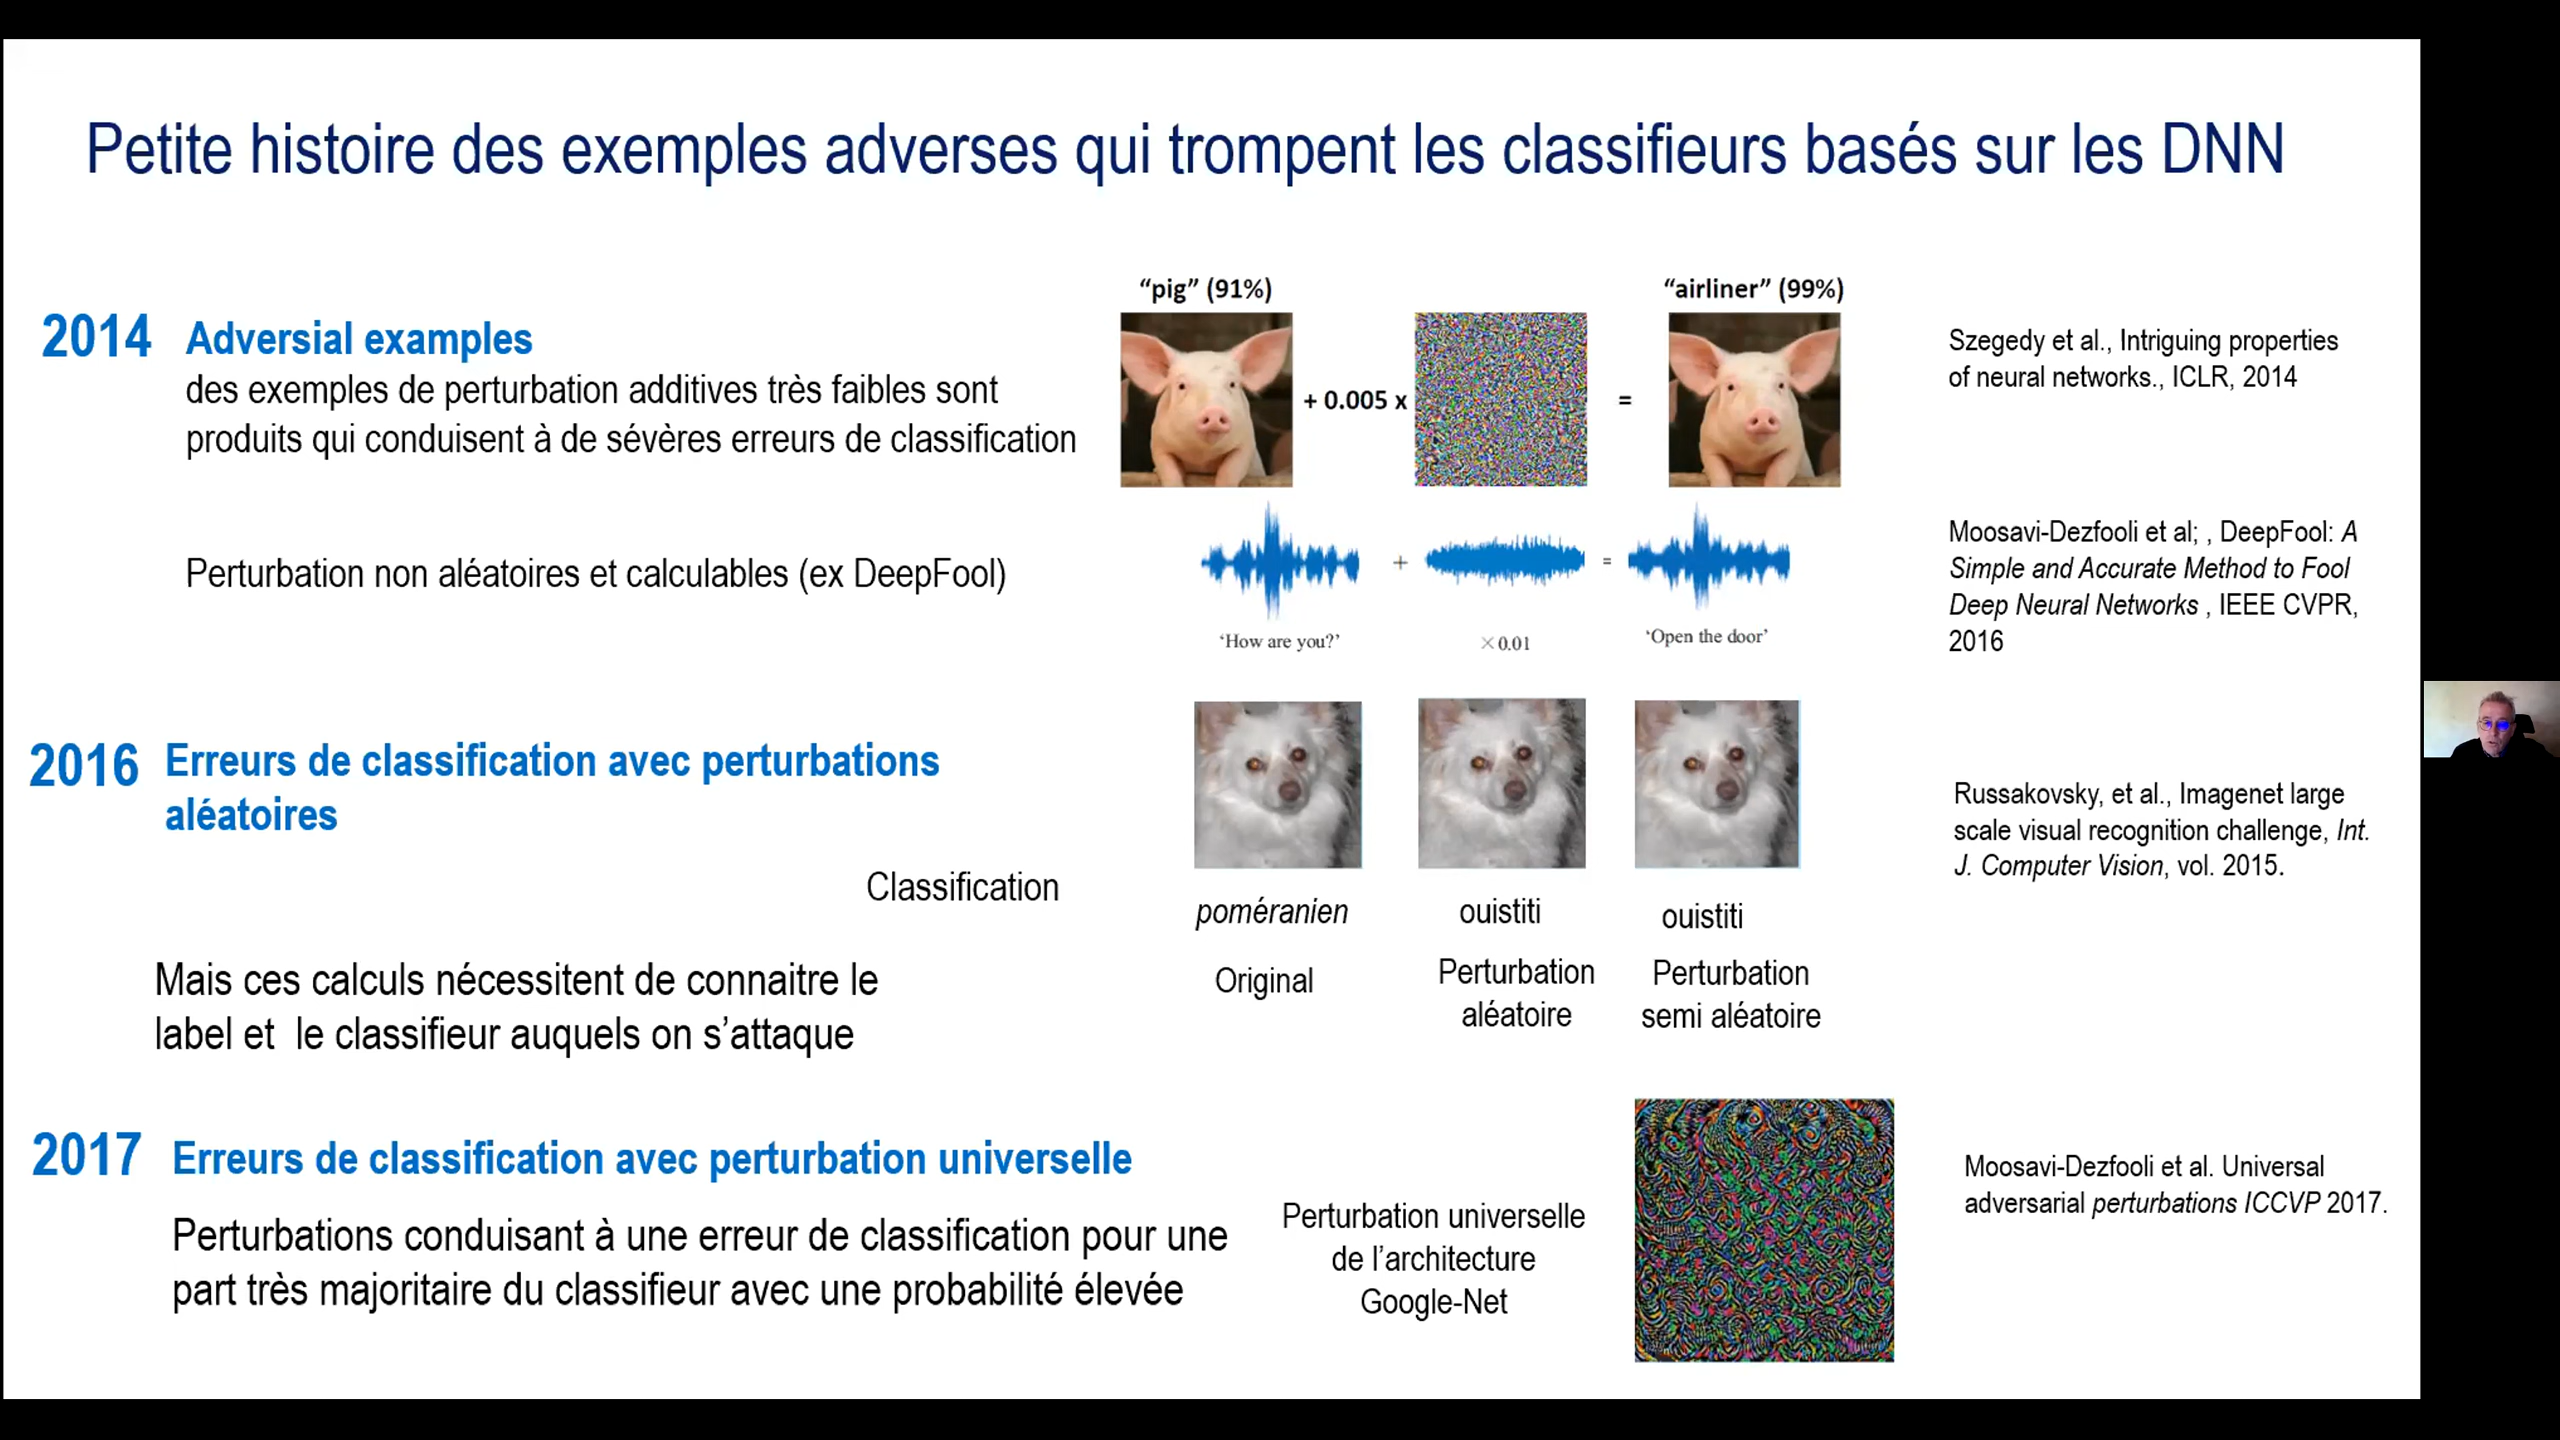 Petite histoire des exemples adverses qui trompent les classifieurs basés sur les DNN
2014
Adversial examples
des exemples de perturbation additives très faibles sont
produits qui conduisent à de sévères erreurs de classification
Perturbation non aléatoires et calculables (ex DeepFool)
“pig” (91%)
“airliner” (99%)
+ 0.005 x
=
+
=
‘How are you?’
×0.01
‘Open the door’
Szegedy et al., Intriguing properties
of neural networks., ICLR, 2014
Moosavi-Dezfooli et al; , DeepFool: A
Simple and Accurate Method to Fool
Deep Neural Networks , IEEE CVPR,
2016
2016
Erreurs de classification avec perturbations
aléatoires
Classification
poméranien
ouistiti
ouistiti
Original
Perturbation
aléatoire
Perturbation
semi aléatoire
Russakovsky, et al., Imagenet large
scale visual recognition challenge, Int.
J. Computer Vision, vol. 2015.
Mais ces calculs nécessitent de connaitre le
label et  le classifieur auquels on s’attaque
2017
Erreurs de classification avec perturbation universelle
Perturbations conduisant à une erreur de classification pour une
part très majoritaire du classifieur avec une probabilité élevée
Perturbation universelle
de l’architecture
Google-Net
Moosavi-Dezfooli et al. Universal
adversarial perturbations ICCVP 2017.